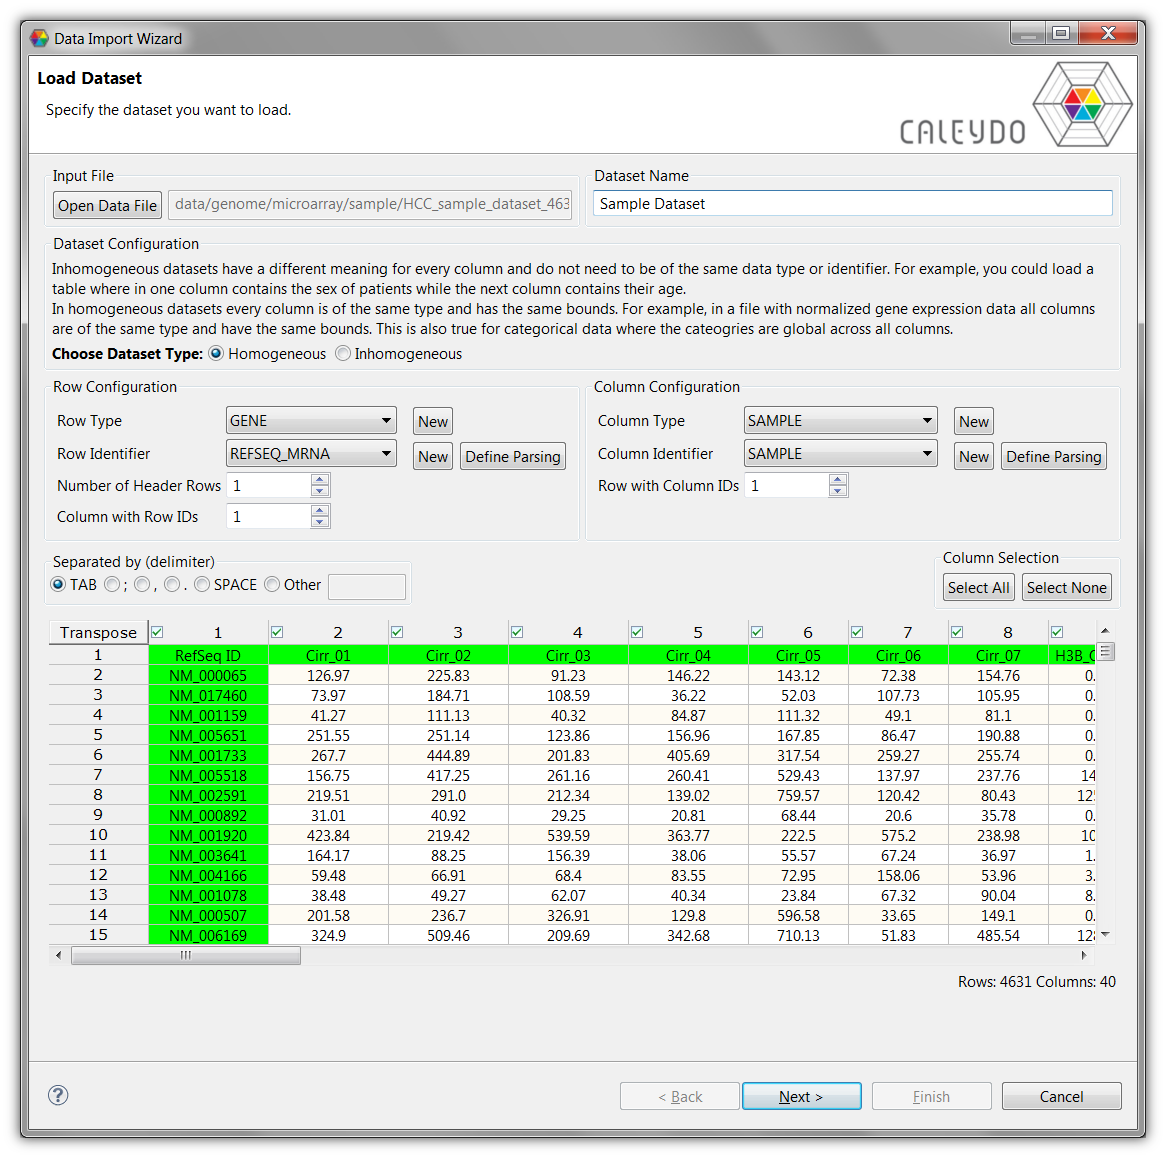 Data Import Wizard
Load Dataset
Specify the dataset you want to load.
CALEYDO
Input File
Open Data File data/genome/microarray/sample/HCC_sample_dataset_463
Dataset Name
Sample Dataset
Dataset Configuration
Inhomogeneous datasets have a different meaning for every column and do not need to be of the same data type or identifier. For example, you could load a
table where in one column contains the sex of patients while the next column contains their age.
In homogeneous datasets every column is of the same type and has the same bounds. For example, in a file with normalized gene expression data all columns
are of the same type and have the same bounds. This is also true for categorical data where the cateogries are global across all columns.
Choose Dataset Type: Homogeneous Inhomogeneous
Row Configuration
Row Type GENE New
Row Identifier REFSEQ_MRNA New Define Parsing
Number of Header Rows 1
Column with Row IDs 1
Column Configuration
Column Type SAMPLE New
Column Identifier SAMPLE New Define Parsing
Row with Column IDs 1
Separated by (delimiter)
TAB ; , . SPACE Other
Column Selection
Select All Select None
Transpose 1 2 3 4 5 6 7 8
1 RefSeq ID Cirr_01 Cirr_02 Cirr_03 Cirr_04 Cirr_05 Cirr_06 Cirr_07 H3B_C
2 NM_000065 126.97 225.83 91.23 146.22 143.12 72.38 154.76 0.
3 NM_017460 73.97 184.71 108.59 36.22 52.03 107.73 105.95 0.
4 NM_001159 41.27 111.13 40.32 84.87 111.32 49.1 81.1 0.
5 NM_005651 251.55 251.14 123.86 156.96 167.85 86.47 190.88 0.
6 NM_001733 267.7 444.89 201.83 405.69 317.54 259.27 255.74 0.
7 NM_005518 156.75 417.25 261.16 260.41 529.43 137.97 237.76 14
8 NM_002591 219.51 291.0 212.34 139.02 759.57 120.42 80.43 125
9 NM_000892 31.01 40.92 29.25 20.81 68.44 20.6 35.78 0.
10 NM_001920 423.84 219.42 539.59 363.77 222.5 575.2 238.98 10
11 NM_003641 164.17 88.25 156.39 38.06 55.57 67.24 36.97 1.
12 NM_004166 59.48 66.91 68.4 83.55 72.95 158.06 53.96 3.
13 NM_001078 38.48 49.27 62.07 40.34 23.84 67.32 90.04 8.
14 NM_000507 201.58 236.7 326.91 129.8 596.58 33.65 149.1 0.
15 NM_006169 324.9 509.46 209.69 342.68 710.13 51.83 485.54
Rows: 4631 Columns: 40
? < Back Next > Finish Cancel